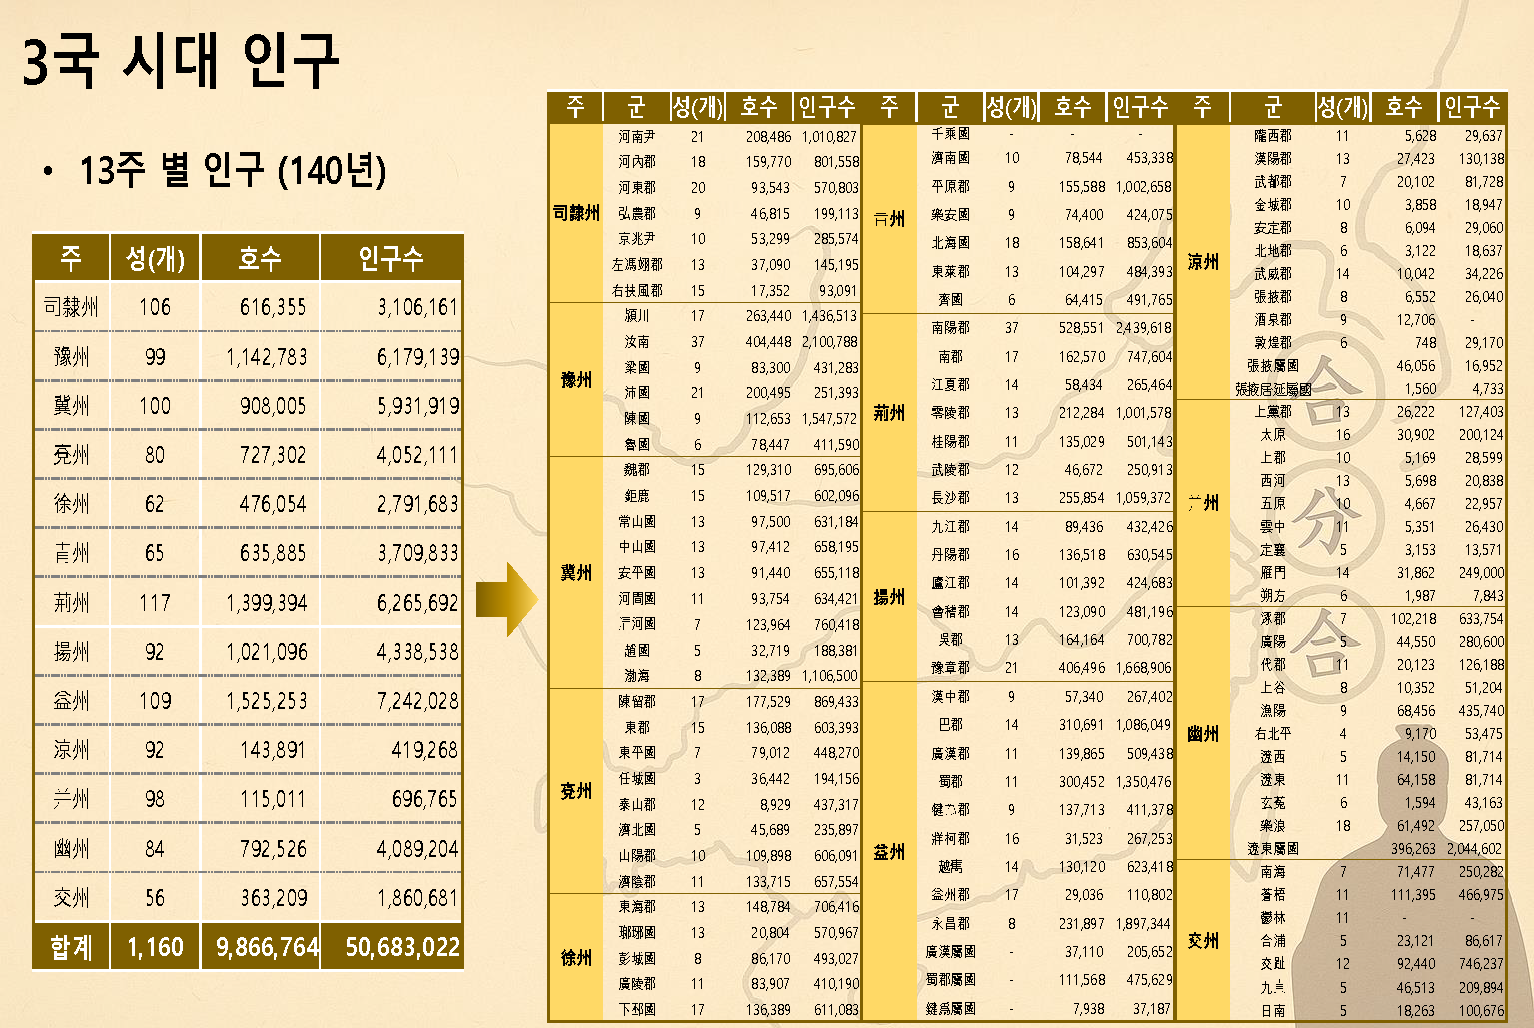 3국 시대 인구
• 13주 별 인구 (140년)
주 성(개) 호수 인구수
司隸州 106 616,355 3,106,161
豫州 99 1,142,783 6,179,139
冀州 100 908,005 5,931,919
兗州 80 727,302 4,052,111
徐州 62 476,054 2,791,683
靑州 65 635,885 3,709,833
荊州 117 1,399,394 6,265,692
揚州 92 1,021,096 4,338,538
益州 109 1,525,253 7,242,028
涼州 92 143,891 419,268
幷州 98 115,011 696,765
幽州 84 792,526 4,089,204
交州 56 363,209 1,860,681
합계 1,160 9,866,764 50,683,022
주 군 성(개) 호수 인구수
司隸州
河南尹 21 208,486 1,010,827
河內郡 18 159,770 801,558
河東郡 20 93,543 570,803
弘農郡 9 46,815 199,113
京兆尹 10 53,299 285,574
左馮翊郡 13 37,090 145,195
右扶風郡 15 17,352 93,091
豫州
潁川 17 263,440 1,436,513
汝南 37 404,448 2,100,788
梁國 9 83,300 431,283
沛國 21 200,495 251,393
陳國 9 112,653 1,547,572
魯國 6 78,447 411,590
冀州
魏郡 15 129,310 695,606
鉅鹿 15 109,517 602,096
常山國 13 97,500 631,184
中山國 13 97,412 658,195
安平國 13 91,440 655,118
河間國 11 93,754 634,421
淸河國 7 123,964 760,418
趙國 5 32,719 188,381
渤海 8 132,389 1,106,500
兗州
陳留郡 17 177,529 869,433
東郡 15 136,088 603,393
東平國 7 79,012 448,270
任城國 3 36,442 194,156
泰山郡 12 8,929 437,317
濟北國 5 45,689 235,897
山陽郡 10 109,898 606,091
濟陰郡 11 133,715 657,554
徐州
東海郡 13 148,784 706,416
瑯琊國 13 20,804 570,967
彭城國 8 86,170 493,027
廣陵郡 11 83,907 410,190
下邳國 17 136,389 611,083
주 군 성(개) 호수 인구수
靑州
千乘國 - - -
濟南國 10 78,544 453,338
平原郡 9 155,588 1,002,658
樂安國 9 74,400 424,075
北海國 18 158,641 853,604
東萊郡 13 104,297 484,393
齊國 6 64,415 491,765
荊州
南陽郡 37 528,551 2,439,618
南郡 17 162,570 747,604
江夏郡 14 58,434 265,464
零陵郡 13 212,284 1,001,578
桂陽郡 11 135,029 501,143
武陵郡 12 46,672 250,913
長沙郡 13 255,854 1,059,372
揚州
九江郡 14 89,436 432,426
丹陽郡 16 136,518 630,545
廬江郡 14 101,392 424,683
會稽郡 14 123,090 481,196
吳郡 13 164,164 700,782
豫章郡 21 406,496 1,668,906
益州
漢中郡 9 57,340 267,402
巴郡 14 310,691 1,086,049
廣漢郡 11 139,865 509,438
蜀郡 11 300,452 1,350,476
健爲郡 9 137,713 411,378
牂柯郡 16 31,523 267,253
越嶲 14 130,120 623,418
益州郡 17 29,036 110,802
永昌郡 8 231,897 1,897,344
廣漢屬國 - 37,110 205,652
蜀郡屬國 - 111,568 475,629
鍵爲屬國 - 7,938 37,187
주 군 성(개) 호수 인구수
涼州
隴西郡 11 5,628 29,637
漢陽郡 13 27,423 130,138
武都郡 7 20,102 81,728
金城郡 10 3,858 18,947
安定郡 8 6,094 29,060
北地郡 6 3,122 18,637
武威郡 14 10,042 34,226
張掖郡 8 6,552 26,040
酒泉郡 9 12,706 -
敦煌郡 6 748 29,170
張掖屬國 46,056 16,952
張掖居延屬國 1,560 4,733
幷州
上黨郡 13 26,222 127,403
太原 16 30,902 200,124
上郡 10 5,169 28,599
西河 13 5,698 20,838
五原 10 4,667 22,957
雲中 11 5,351 26,430
定襄 5 3,153 13,571
雁門 14 31,862 249,000
朔方 6 1,987 7,843
幽州
涿郡 7 102,218 633,754
廣陽 5 44,550 280,600
代郡 11 20,123 126,188
上谷 8 10,352 51,204
漁陽 9 68,456 435,740
右北平 4 9,170 53,475
遼西 5 14,150 81,714
遼東 11 64,158 81,714
玄菟 6 1,594 43,163
樂浪 18 61,492 257,050
遼東屬國 396,263 2,044,602
交州
南海 7 71,477 250,282
蒼梧 11 111,395 466,975
鬱林 11 - -
合浦 5 23,121 86,617
交趾 12 92,440 746,237
九眞 5 46,513 209,894
日南 5 18,263 100,676
合
分
合